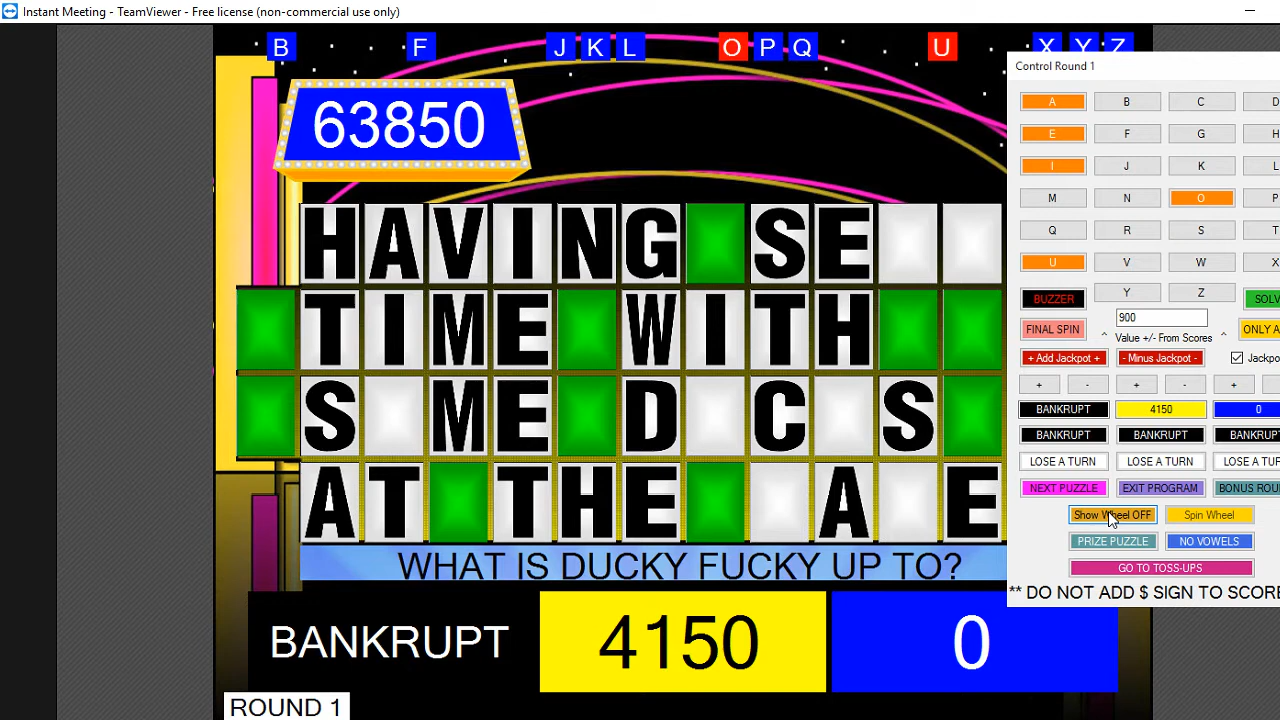 Instant Meeting - TeamViewer - Free license (non-commercial use only)
B F J K L O P Q U X Y Z
63850
HAVING SE
TIME WITH
S ME D C S
AT THE A E
WHAT IS DUCKY FUCKY UP TO?
BANKRUPT 4150 0
ROUND 1
Control Round 1
A B C D
E F G H
I J K L
M N O P
Q R S T
U V W X
BUZZER Y Z SOLV
900
FINAL SPIN ^ Value +/- From Scores ^ ONLY A
+ Add Jackpot + - Minus Jackpot - Jackpo
+ - + - +
BANKRUPT 4150 0
BANKRUPT BANKRUPT BANKRUPT
LOSE A TURN LOSE A TURN LOSE A TUR
NEXT PUZZLE EXIT PROGRAM BONUS ROU
Show Wheel OFF Spin Wheel
PRIZE PUZZLE NO VOWELS
GO TO TOSS-UPS
** DO NOT ADD $ SIGN TO SCORE